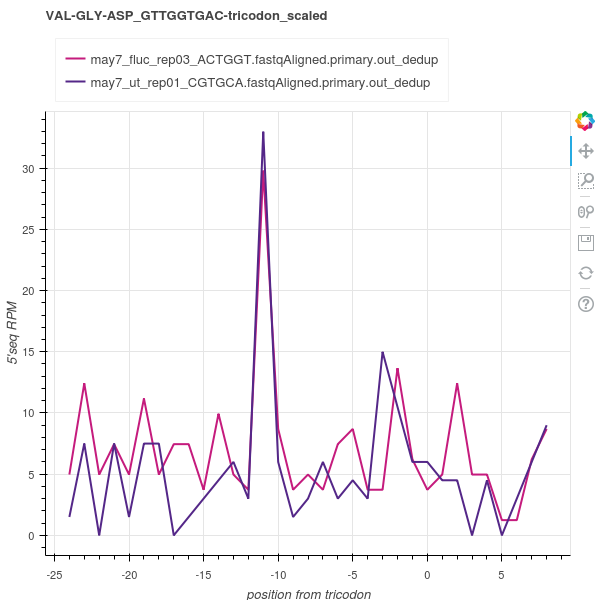 VAL-GLY-ASP_GTTGGTGAC-tricodon_scaled
may7_fluc_rep03_ACTGGT.fastqAligned.primary.out_dedup
may7_ut_rep01_CGTGCA.fastqAligned.primary.out_dedup
30
25
20
15
10
5
0
5'seq RPM
-25
-20
-15
-10
-5
0
5
position from tricodon